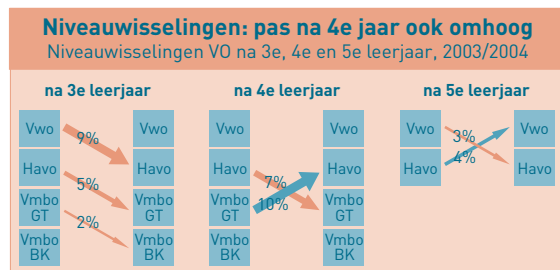 Niveauwisselingen: pas na 4e jaar ook omhoog
Niveauwisselingen VO na 3e, 4e en 5e leerjaar, 2003/2004
na 3e leerjaar
Vwo
Vwo
9%
Havo
Havo
5%
Vmbo
GT
Vmbo
GT
2%
Vmbo
BK
Vmbo
BK
na 4e leerjaar
Vwo
Vwo
Havo
Havo
7%
10%
Vmbo
GT
Vmbo
GT
Vmbo
BK
Vmbo
BK
na 5e leerjaar
Vwo
Vwo
3%
4%
Havo
Havo